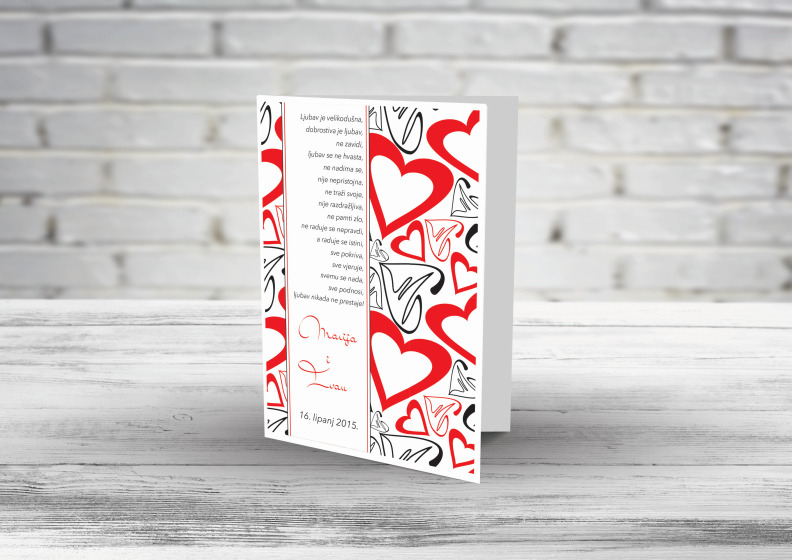 Ljubav je velikodušna,
dobrostiva je ljubav,
ne zavidi,
ljubav se ne hvasta,
ne nadima se,
nije nepristojna,
ne traži svoje,
nije razdražljiva,
ne pamti zlo,
ne raduje se nepravdi,
a raduje se istini,
sve pokriva,
sve vjeruje,
svemu se nada,
sve podnosi,
ljubav nikada ne prestaje!
Marija
i
Ivan
16. lipanj 2015.